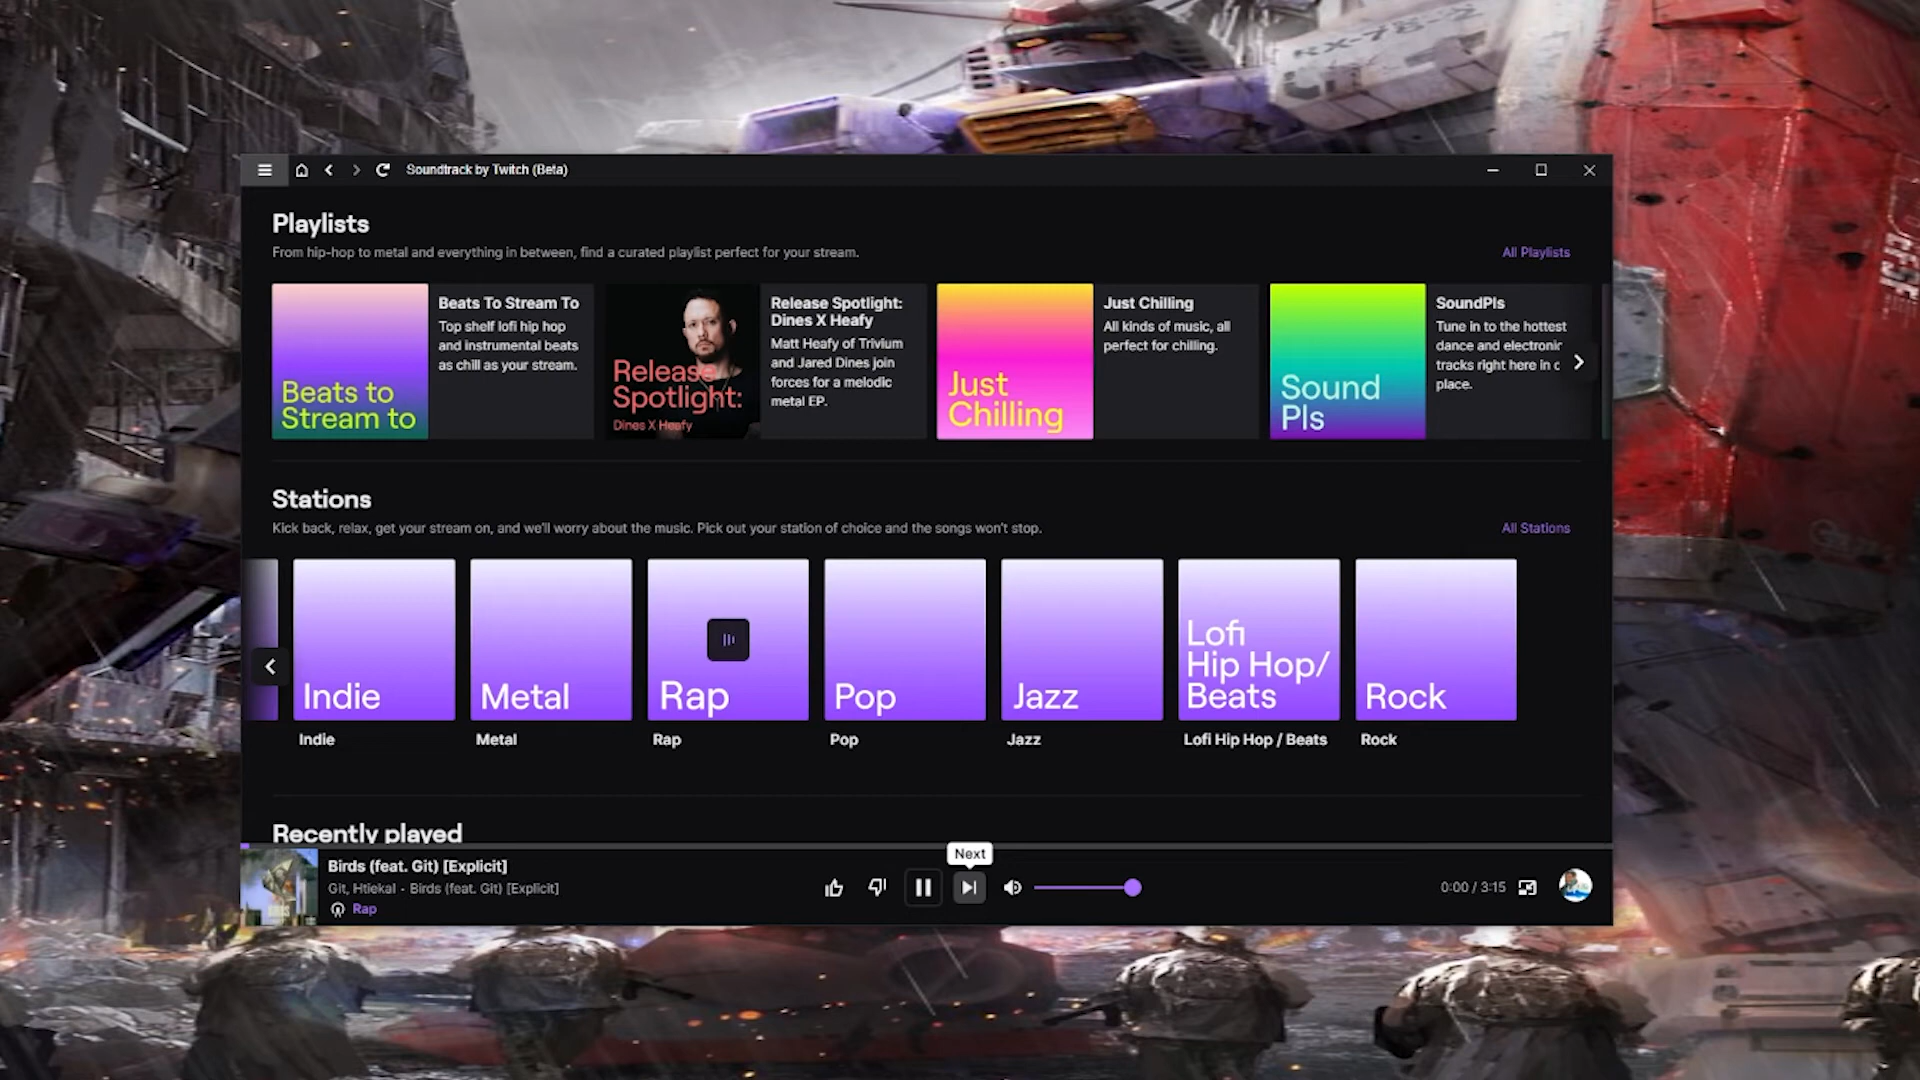 RX-78-2
Soundtrack by Twitch (Beta)
Playlists
From hip-hop to metal and everything in between, find a curated playlist perfect for your stream.
All Playlists
Beats to
Stream to
Beats To Stream To
Top shelf lofi hip hop
and instrumental beats
as chill as your stream.
Release
Spotlight:
Dines X Heafy
Release Spotlight:
Dines X Heafy
Matt Heafy of Trivium
and Jared Dines join
forces for a melodic
metal EP.
Just
Chilling
Just Chilling
All kinds of music, all
perfect for chilling.
Sound
Pls
SoundPls
Tune in to the hottest
dance and electronic
tracks right here in
place.
Stations
Kick back, relax, get your stream on, and we'll worry about the music. Pick out your station of choice and the songs won't stop.
All Stations
Indie
Metal
Rap
Pop
Jazz
Lofi
Hip Hop/
Beats
Rock
Indie
Metal
Rap
Pop
Jazz
Lofi Hip Hop / Beats
Rock
Recently played
Next
Birds (feat. Git) [Explicit]
Git, Htiekal • Birds (feat. Git) [Explicit]
Rap
0:00 / 3:15